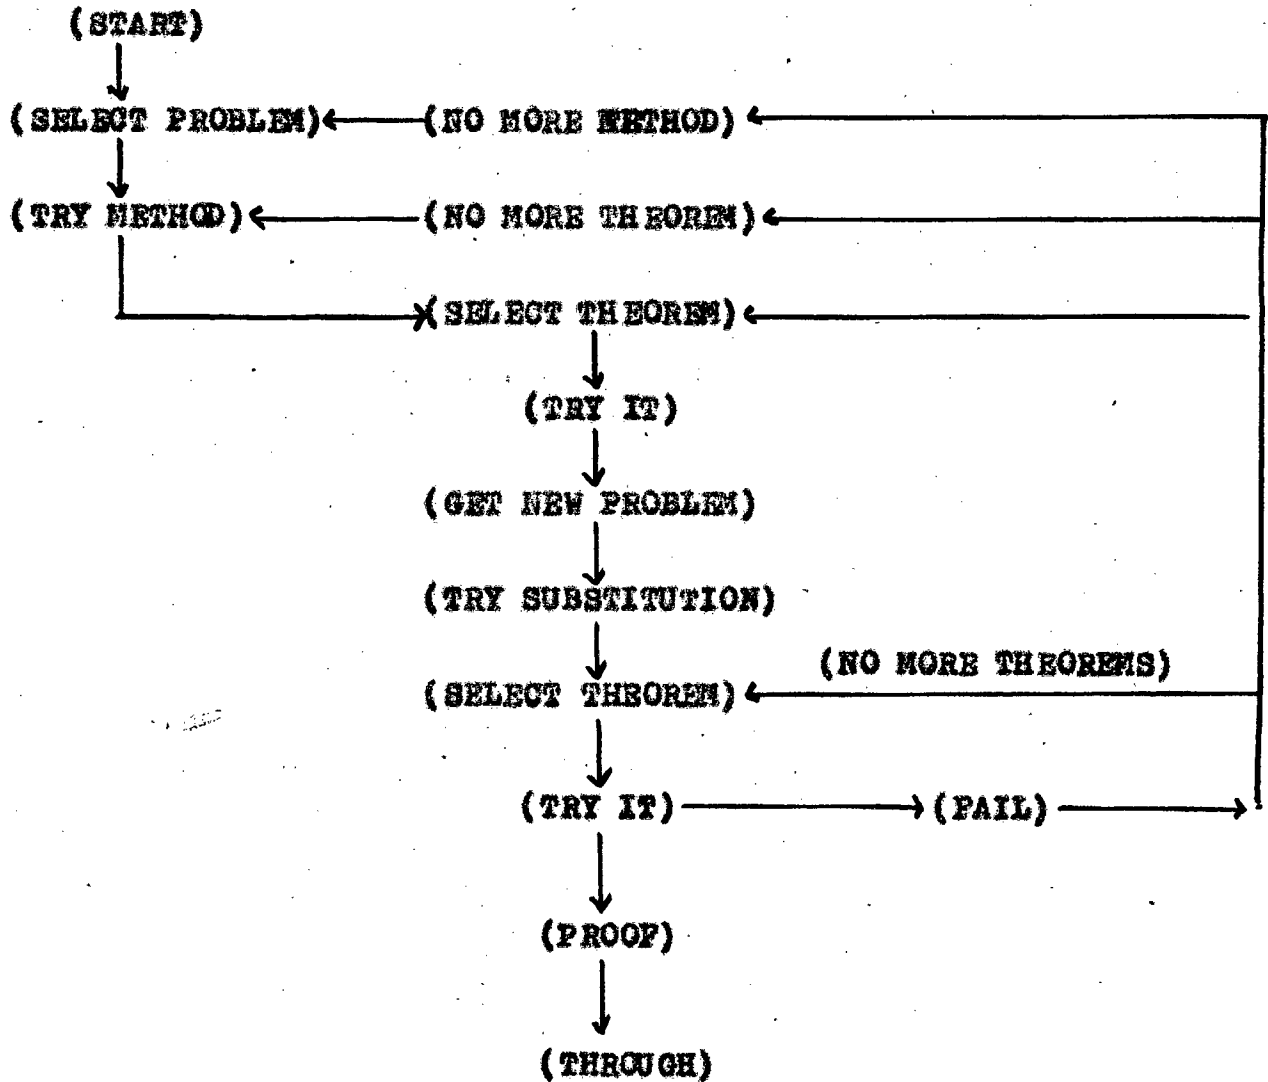 (START)
(SELECT PROBLEM) (NO MORE METHOD)
(TRY METHOD) (NO MORE THEOREM)
(SELECT THEOREM)
(TRY IT)
(GET NEW PROBLEM)
(TRY SUBSTITUTION)
(NO MORE THEOREMS)
(SELECT THEOREM)
(TRY IT) (FAIL)
(PROOF)
(THROUGH)